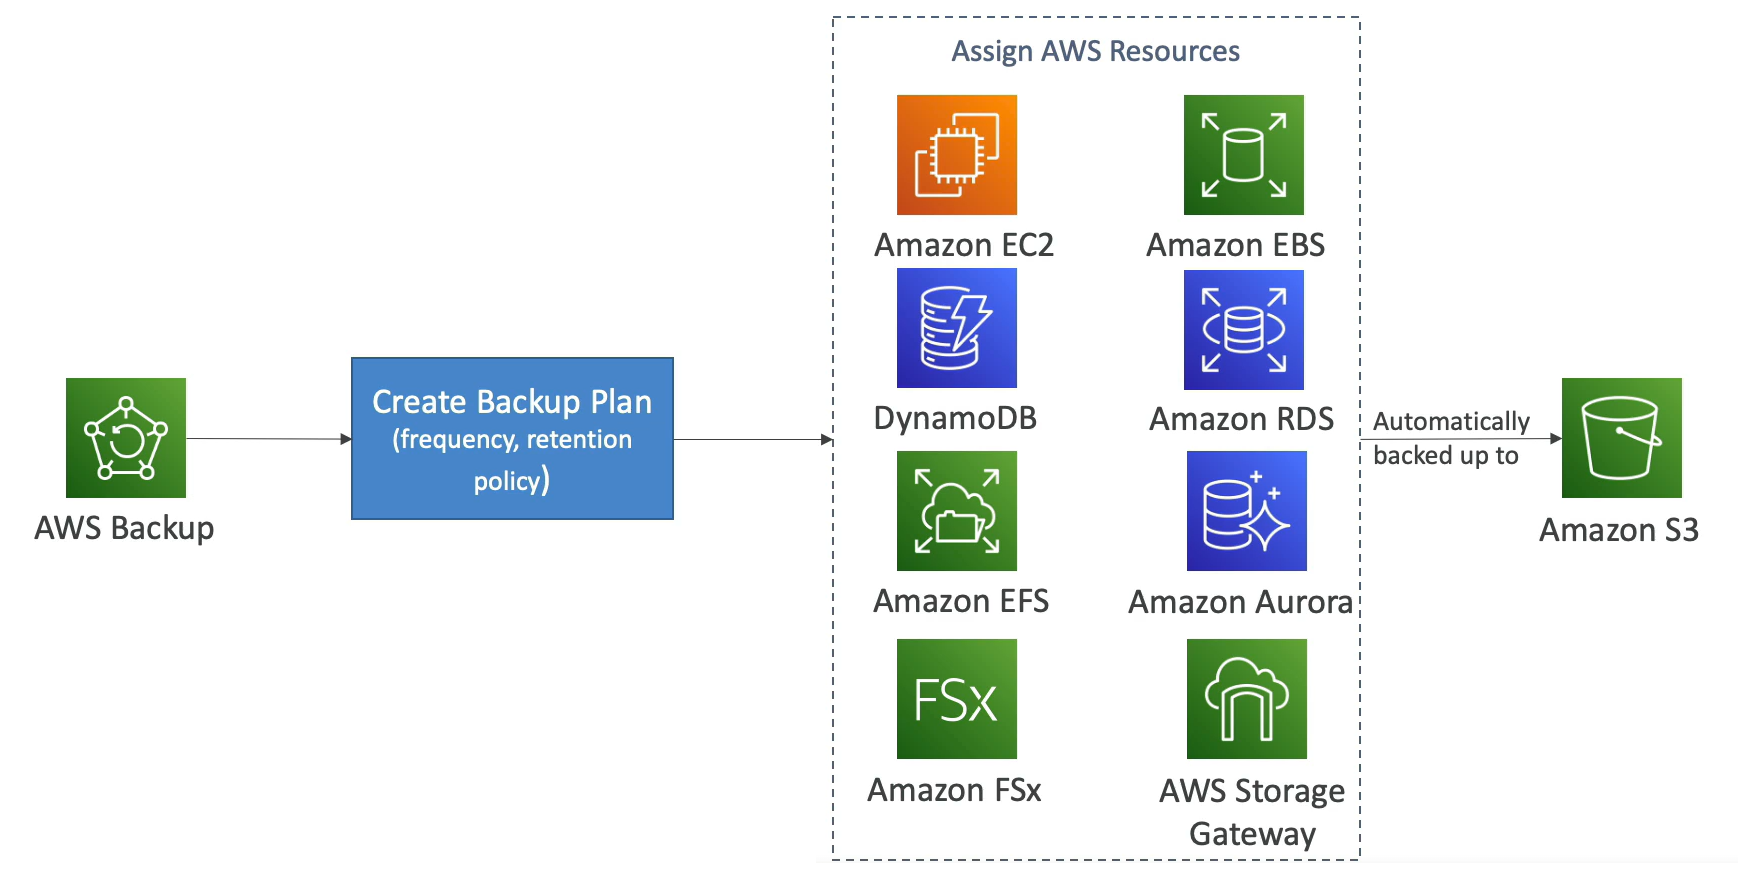 Assign AWS Resources
Amazon EC2
Amazon EBS
DynamoDB
Amazon RDS
AWS Backup
Create Backup Plan
(frequency, retention
policy)
Amazon EFS
Amazon Aurora
FSx
Amazon FSx
AWS Storage
Gateway
Automatically
backed up to
Amazon S3